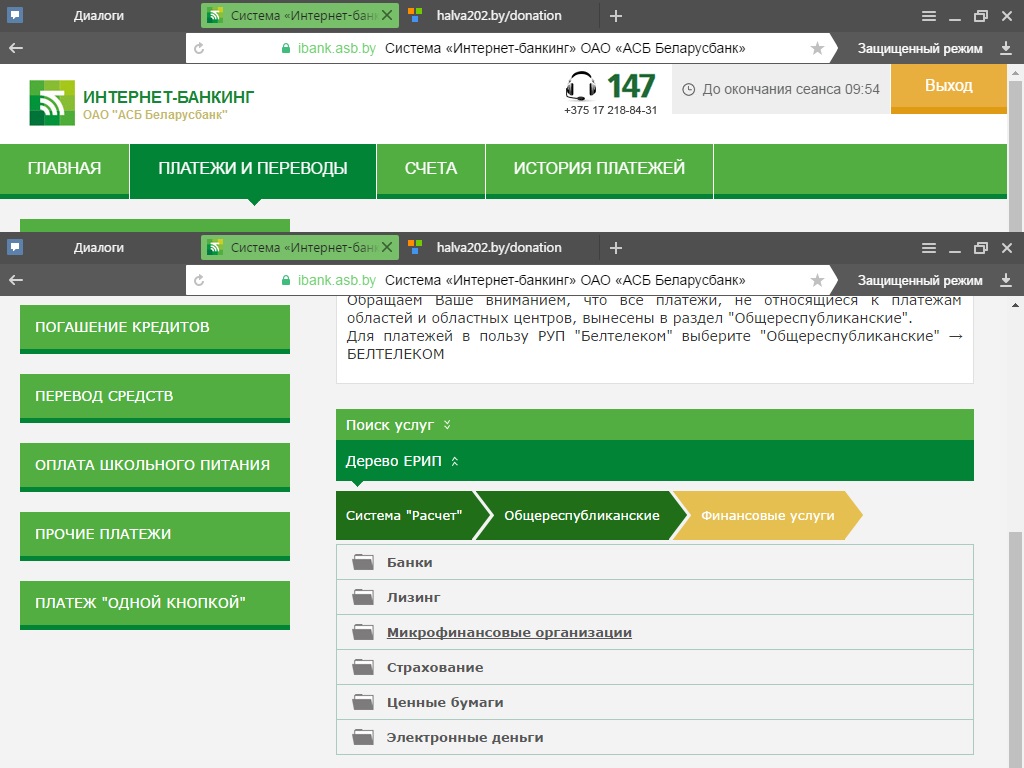 Диалоги
Система «Интернет-банк
halva202.by/donation
ibank.asb.by Система «Интернет-банкинг» ОАО «АСБ Беларусбанк»
Защищенный режим
ИНТЕРНЕТ-БАНКИНГ
ОАО "АСБ Беларусбанк"
147
+375 17 218-84-31
До окончания сеанса 09:54
Выход
ГЛАВНАЯ
ПЛАТЕЖИ И ПЕРЕВОДЫ
СЧЕТА
ИСТОРИЯ ПЛАТЕЖЕЙ
Диалоги
Система «Интернет-банк
halva202.by/donation
ibank.asb.by Система «Интернет-банкинг» ОАО «АСБ Беларусбанк»
Защищенный режим
ПОГАШЕНИЕ КРЕДИТОВ
ПЕРЕВОД СРЕДСТВ
ОПЛАТА ШКОЛЬНОГО ПИТАНИЯ
ПРОЧИЕ ПЛАТЕЖИ
ПЛАТЕЖ "ОДНОЙ КНОПКОЙ"
Обращаем Ваше вниманием, что все платежи, не относящиеся к платежам
областей и областных центров, вынесены в раздел "Общереспубликанские".
Для платежей в пользу РУП "Белтелеком" выберите "Общереспубликанские" →
БЕЛТЕЛЕКОМ
Поиск услуг
Дерево ЕРИП
Система "Расчет"
Общереспубликанские
Финансовые услуги
Банки
Лизинг
Микрофинансовые организации
Страхование
Ценные бумаги
Электронные деньги